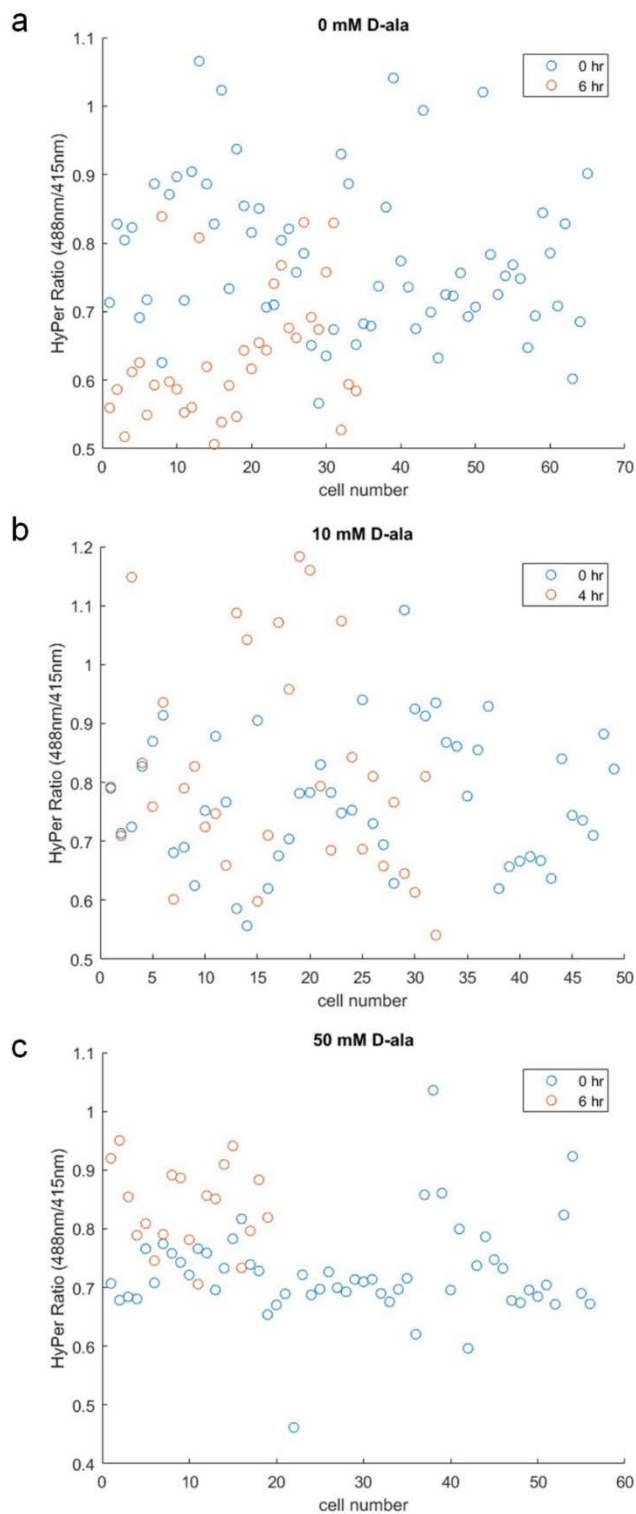 a
0 mM D-ala
1.1
1
0.9
0.8
0.7
0.6
0.5
HyPer Ratio (488nm/415nm)
0 hr
6 hr
0 10 20 30 40 50 60 70
cell number
b
10 mM D-ala
1.2
1.1
1
0.9
0.8
0.7
0.6
0.5
HyPer Ratio (488nm/415nm)
0 hr
4 hr
0 5 10 15 20 25 30 35 40 45 50
cell number
c
50 mM D-ala
1.1
1
0.9
0.8
0.7
0.6
0.5
0.4
HyPer Ratio (488nm/415nm)
0 hr
6 hr
0 10 20 30 40 50 60
cell number